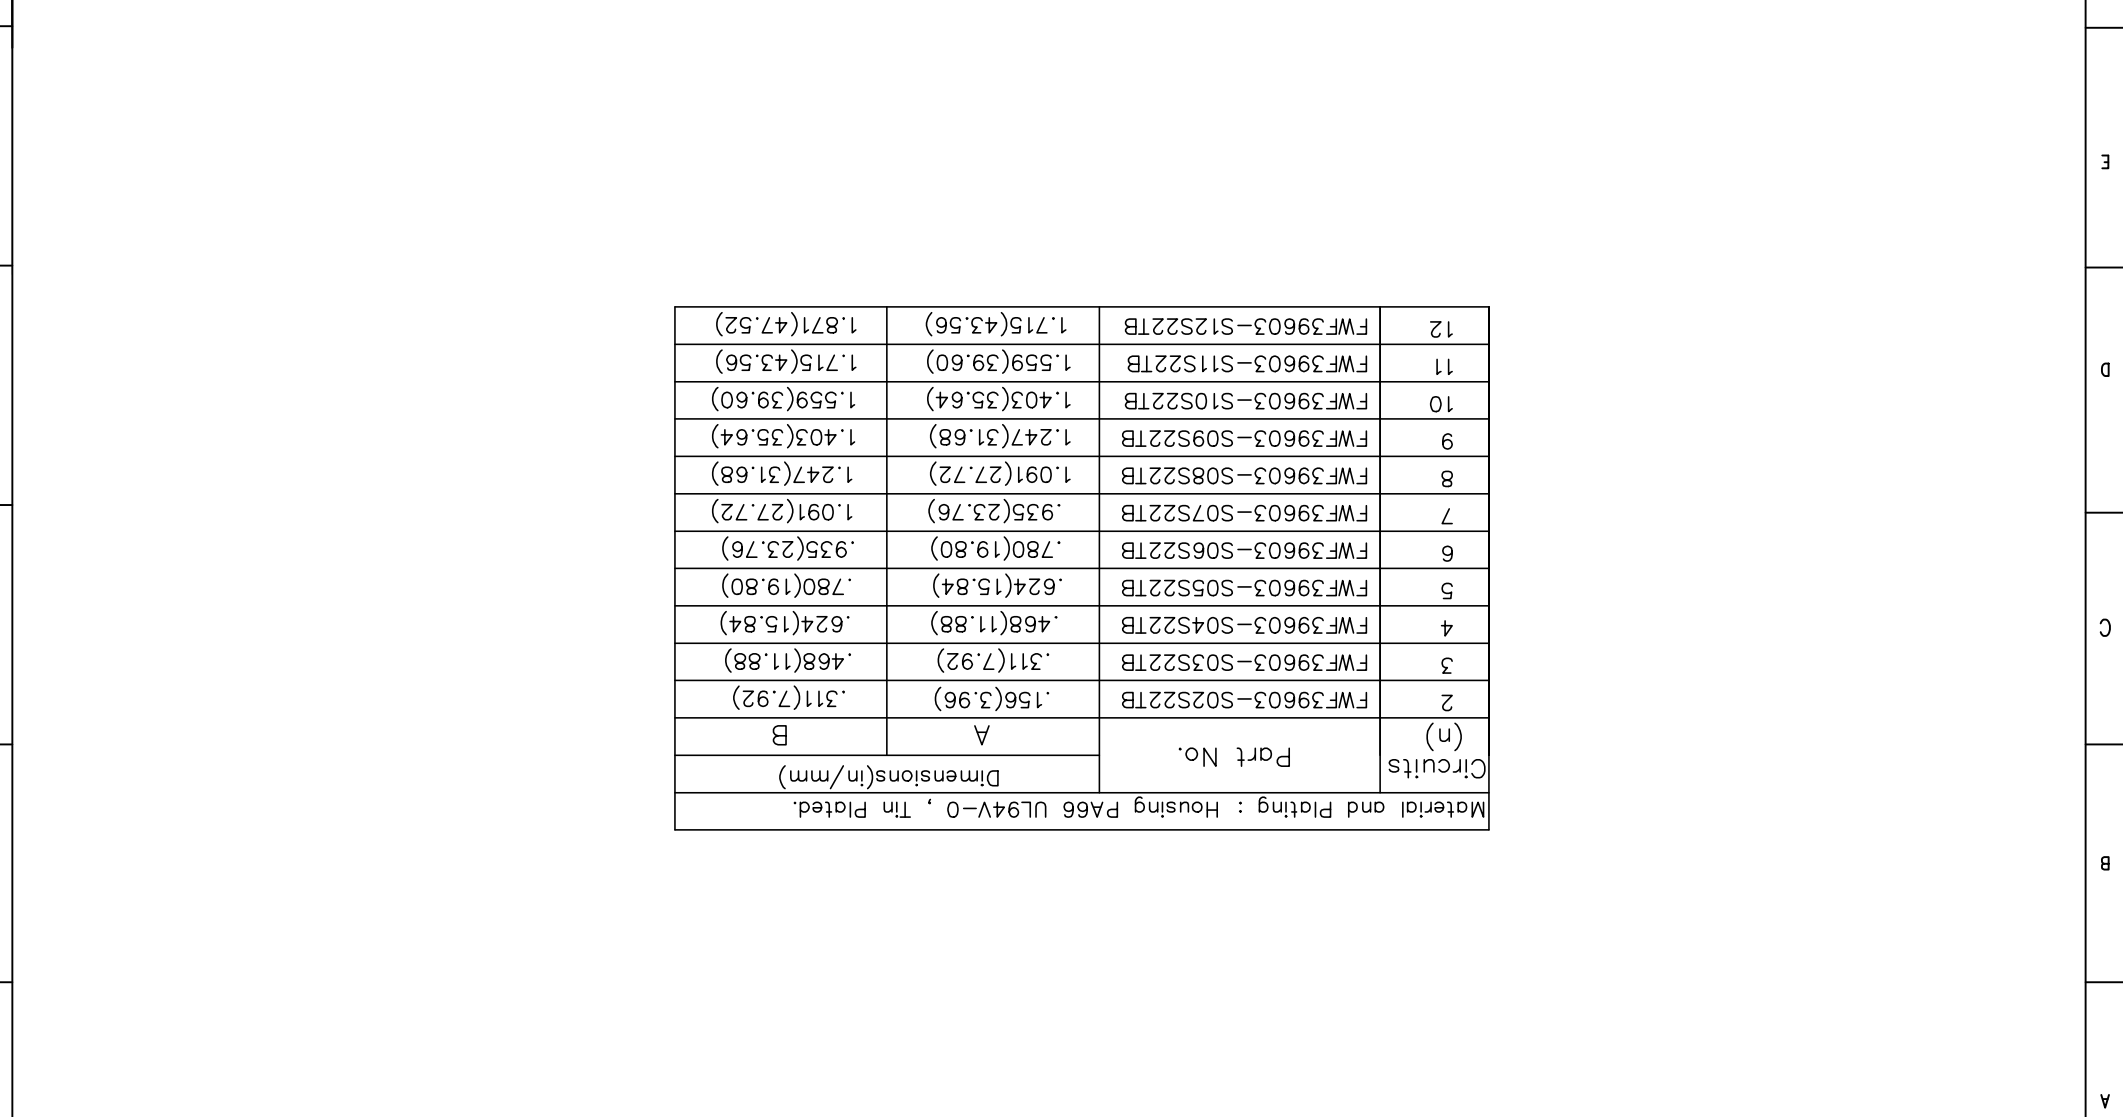 A
B
C
D
E
Material and Plating : Housing PA66 UL94V-0 , Tin Plated.
Circuits (n) Part No. Dimensions(in/mm)
A B
2 FWF39603-S02S22TB .156(3.96) .311(7.92)
3 FWF39603-S03S22TB .311(7.92) .468(11.88)
4 FWF39603-S04S22TB .468(11.88) .624(15.84)
5 FWF39603-S05S22TB .624(15.84) .780(19.80)
6 FWF39603-S06S22TB .780(19.80) .935(23.76)
7 FWF39603-S07S22TB .935(23.76) 1.091(27.72)
8 FWF39603-S08S22TB 1.091(27.72) 1.247(31.68)
9 FWF39603-S09S22TB 1.247(31.68) 1.403(35.64)
10 FWF39603-S10S22TB 1.403(35.64) 1.559(39.60)
11 FWF39603-S11S22TB 1.559(39.60) 1.715(43.56)
12 FWF39603-S12S22TB 1.715(43.56) 1.871(47.52)